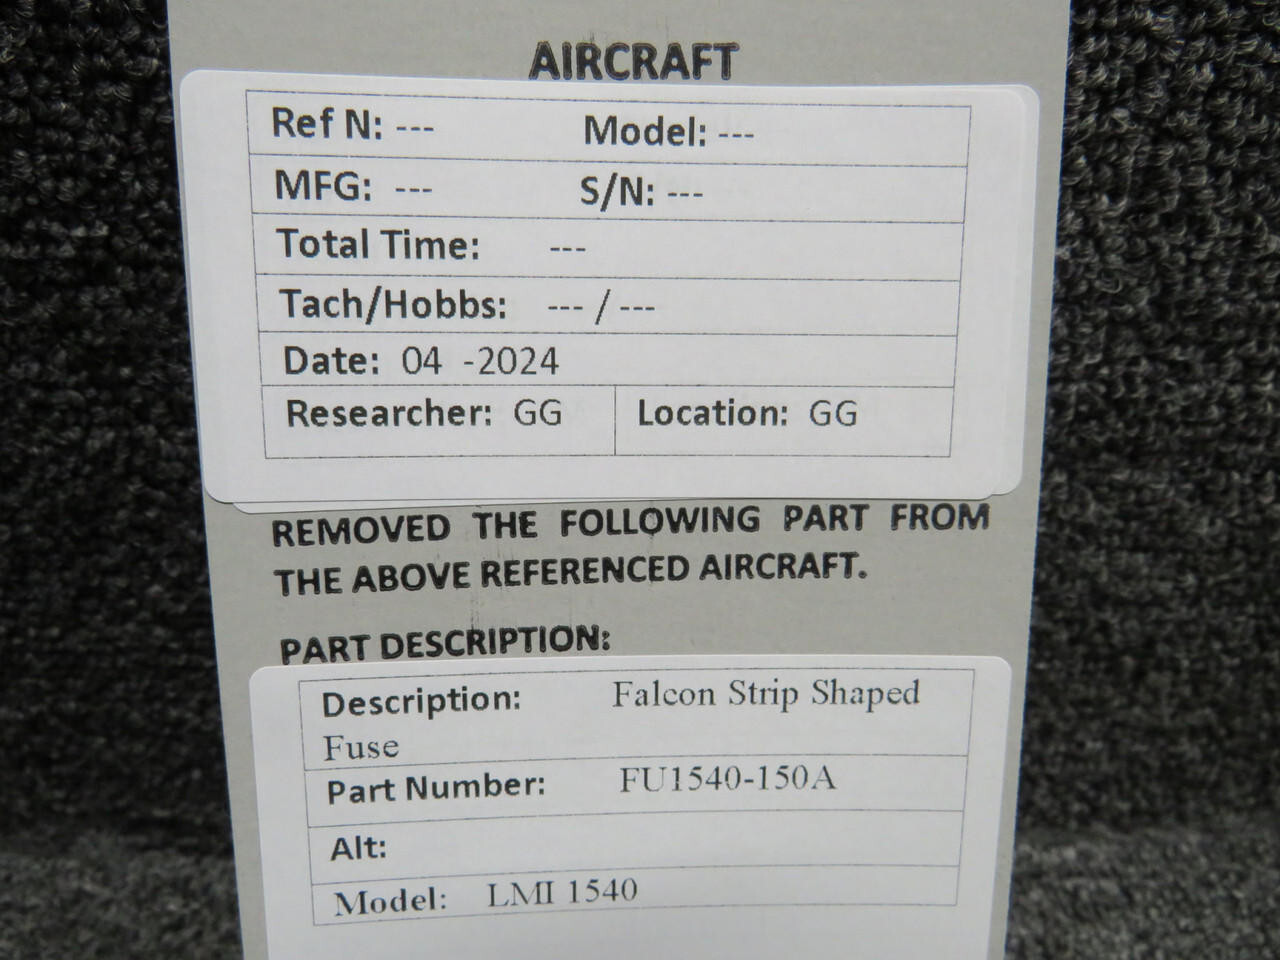 AIRCRAFT
Ref N: --- Model: ---
MFG: --- S/N: ---
Total Time: ---
Tach/Hobbs: --- / ---
Date: 04 -2024
Researcher: GG Location: GG
REMOVED THE FOLLOWING PART FROM
THE ABOVE REFERENCED AIRCRAFT.
PART DESCRIPTION:
Description: Falcon Strip Shaped
Fuse
Part Number: FU1540-150A
Alt:
Model: LMI 1540